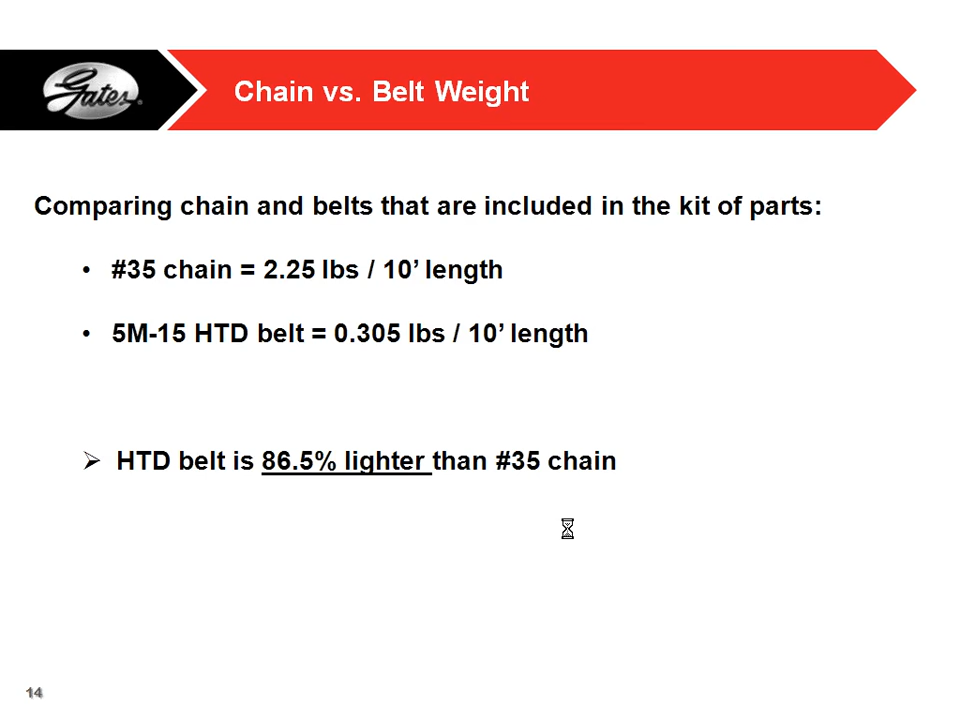 Gates
Chain vs. Belt Weight
Comparing chain and belts that are included in the kit of parts:
• #35 chain = 2.25 lbs / 10’ length
• 5M-15 HTD belt = 0.305 lbs / 10’ length
➢ HTD belt is 86.5% lighter than #35 chain
14